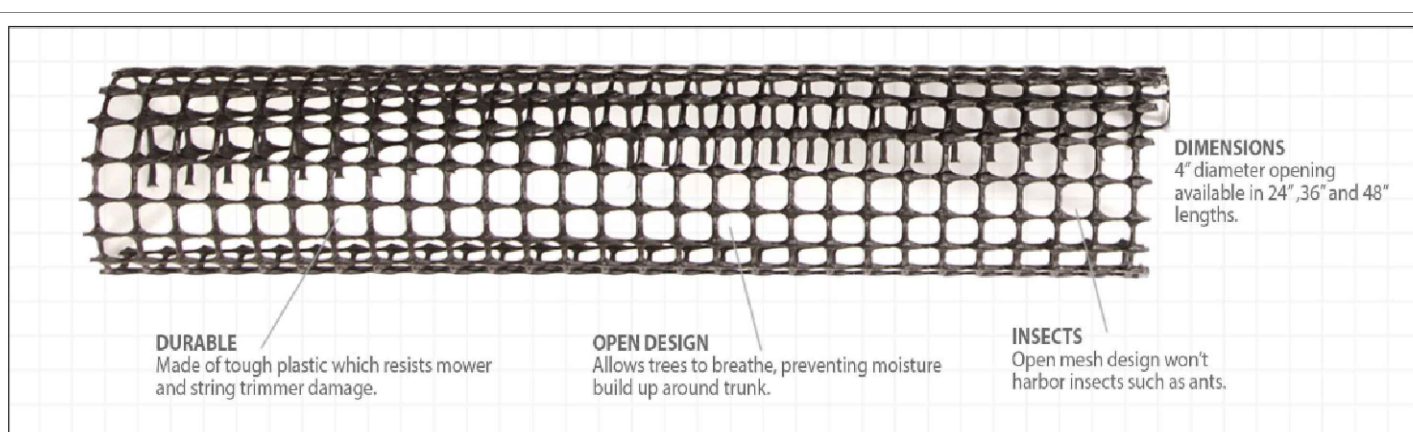 DIMENSIONS
4" diameter opening
available in 24",36" and 48"
lengths.
DURABLE
Made of tough plastic which resists mower
and string trimmer damage.
OPEN DESIGN
Allows trees to breathe, preventing moisture
build up around trunk.
INSECTS
Open mesh design won't
harbor insects such as ants.